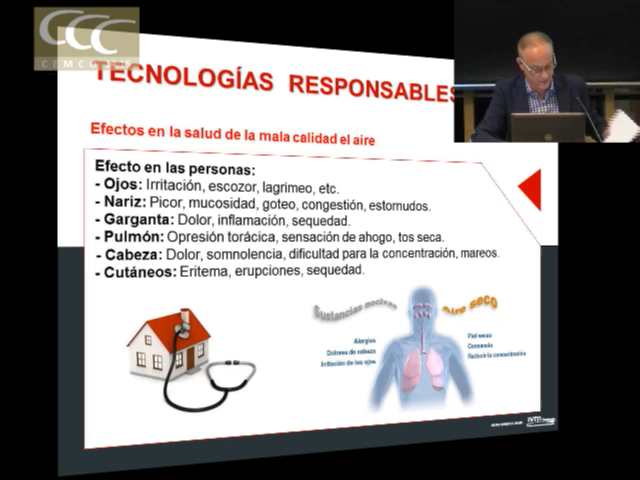 CCC
TECNOLOGÍAS RESPONSABLES
Efectos en la salud de la mala calidad el aire
Efecto en las personas:
- Ojos: Irritación, escozor, lagrimeo, etc.
- Nariz: Picor, mucosidad, goteo, congestión, estornudos.
- Garganta: Dolor, inflamación, sequedad.
- Pulmón: Opresión torácica, sensación de ahogo, tos seca.
- Cabeza: Dolor, somnolencia, dificultad para la concentración, mareos.
- Cutáneos: Eritema, erupciones, sequedad.
Sustancias nocivas
Aire seco
Alergias
Dolores de cabeza
Irritación de los ojos
Piel seca
Cansancio